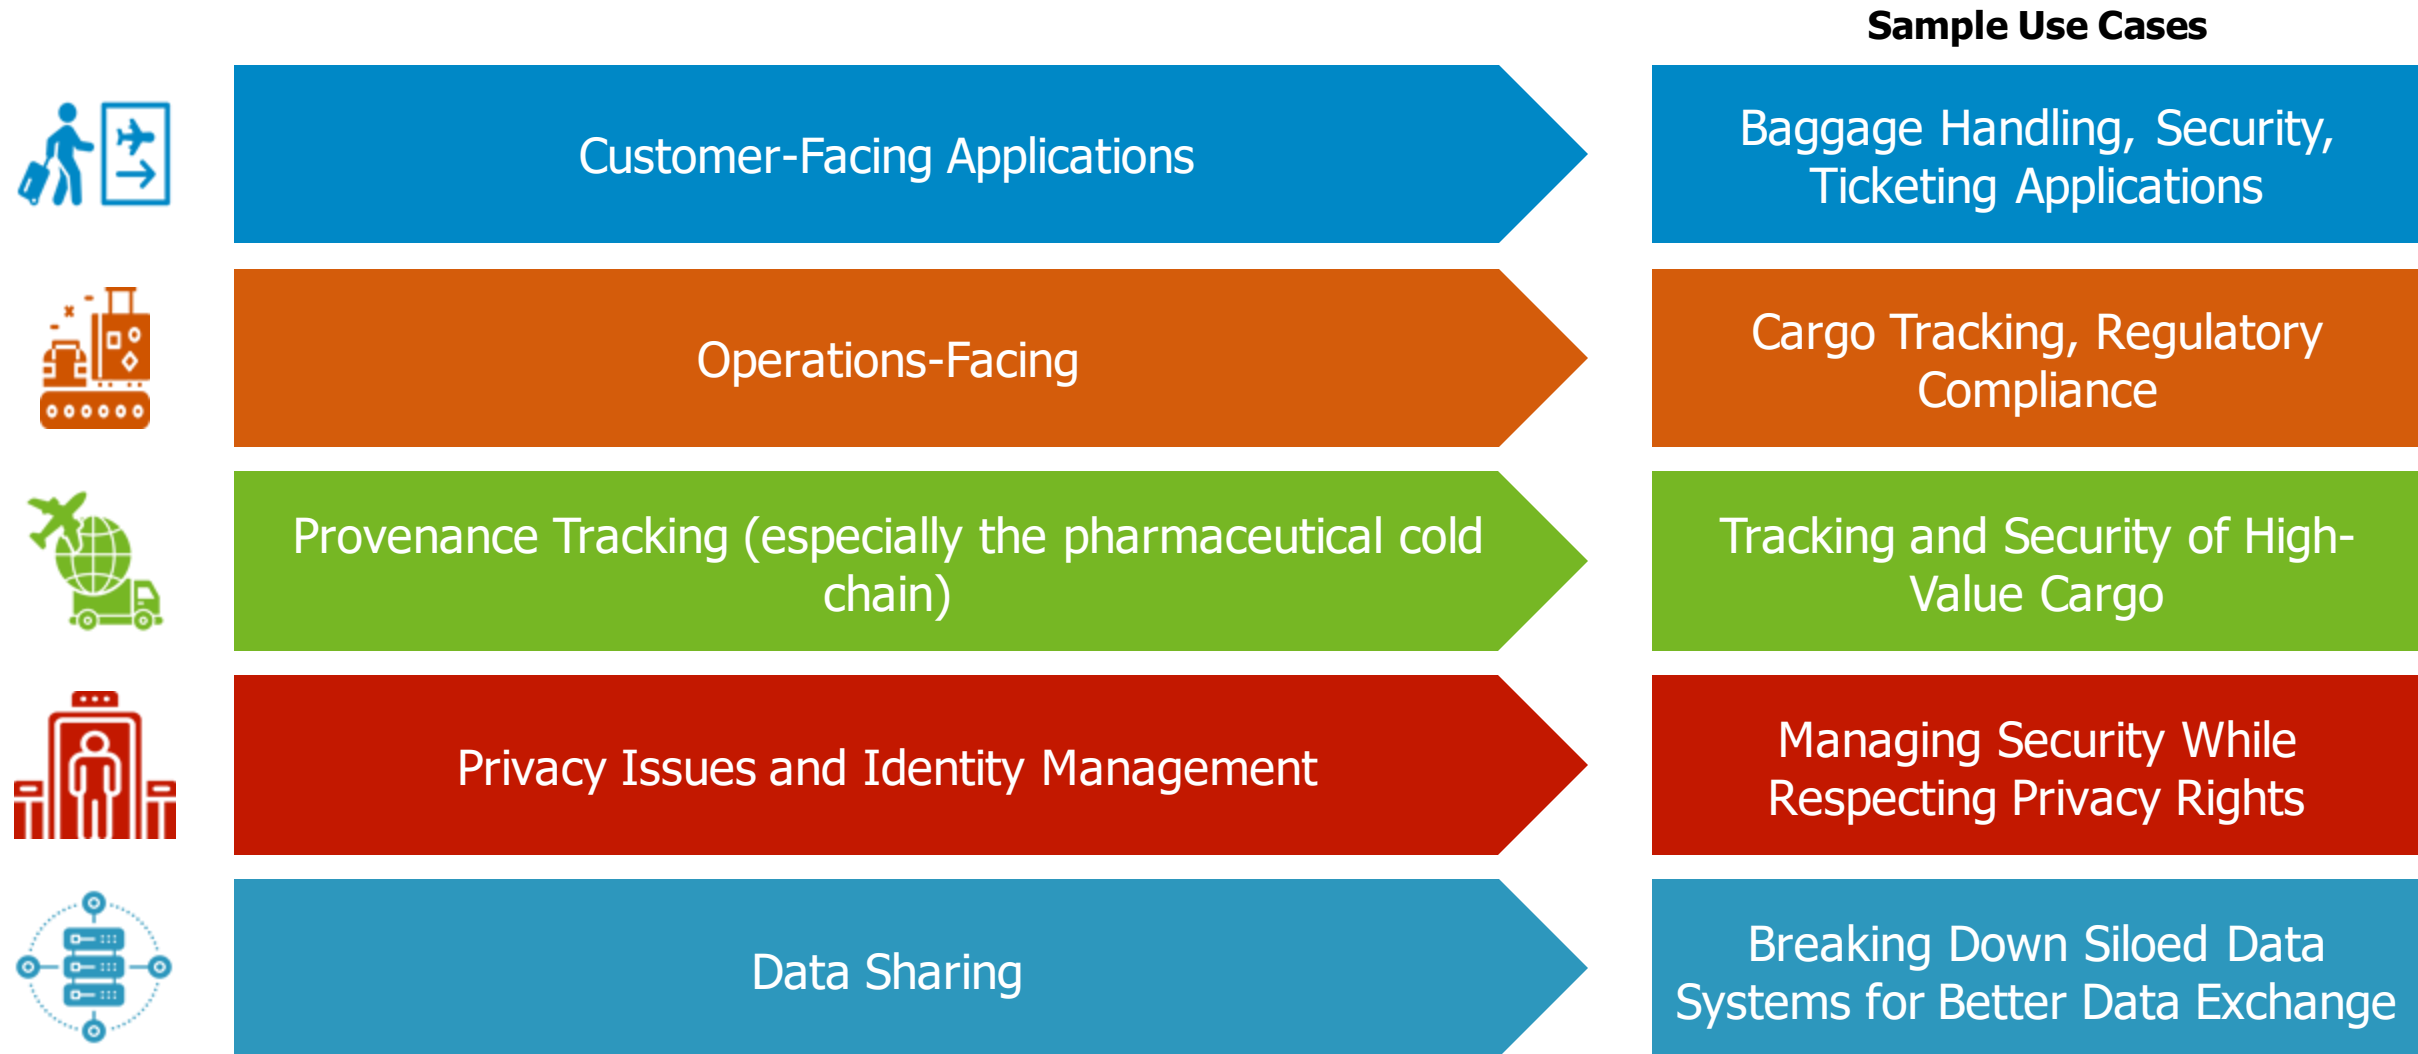 Sample Use Cases
Customer-Facing Applications
Baggage Handling, Security,
Ticketing Applications
Operations-Facing
Cargo Tracking, Regulatory
Compliance
Provenance Tracking (especially the pharmaceutical cold
chain)
Tracking and Security of High-
Value Cargo
Privacy Issues and Identity Management
Managing Security While
Respecting Privacy Rights
Data Sharing
Breaking Down Siloed Data
Systems for Better Data Exchange